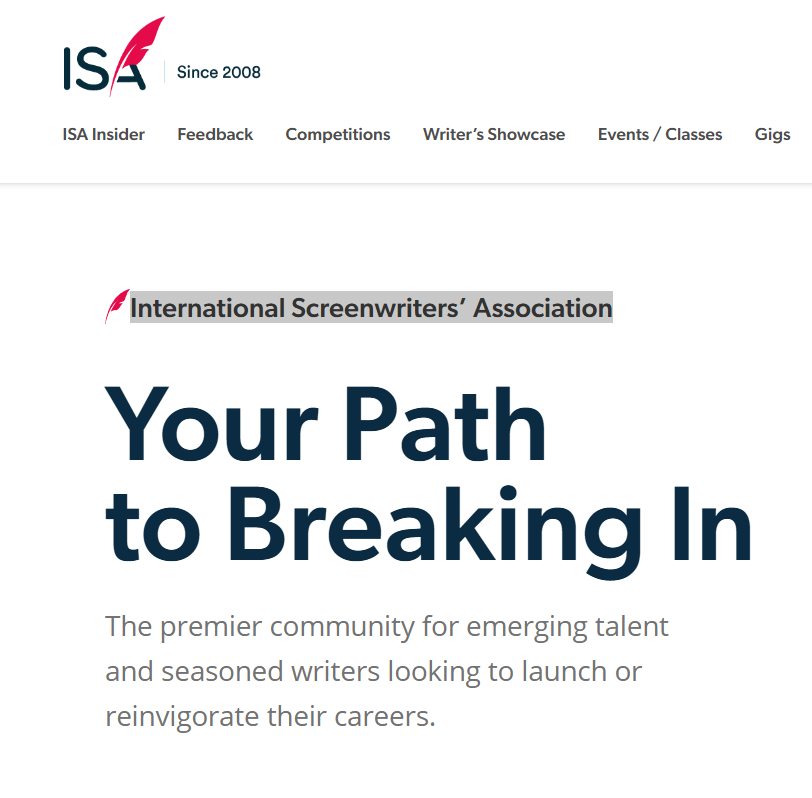 ISA Since 2008
ISA Insider Feedback Competitions Writer’s Showcase Events / Classes Gigs
International Screenwriters’ Association
Your Path
to Breaking In
The premier community for emerging talent
and seasoned writers looking to launch or
reinvigorate their careers.